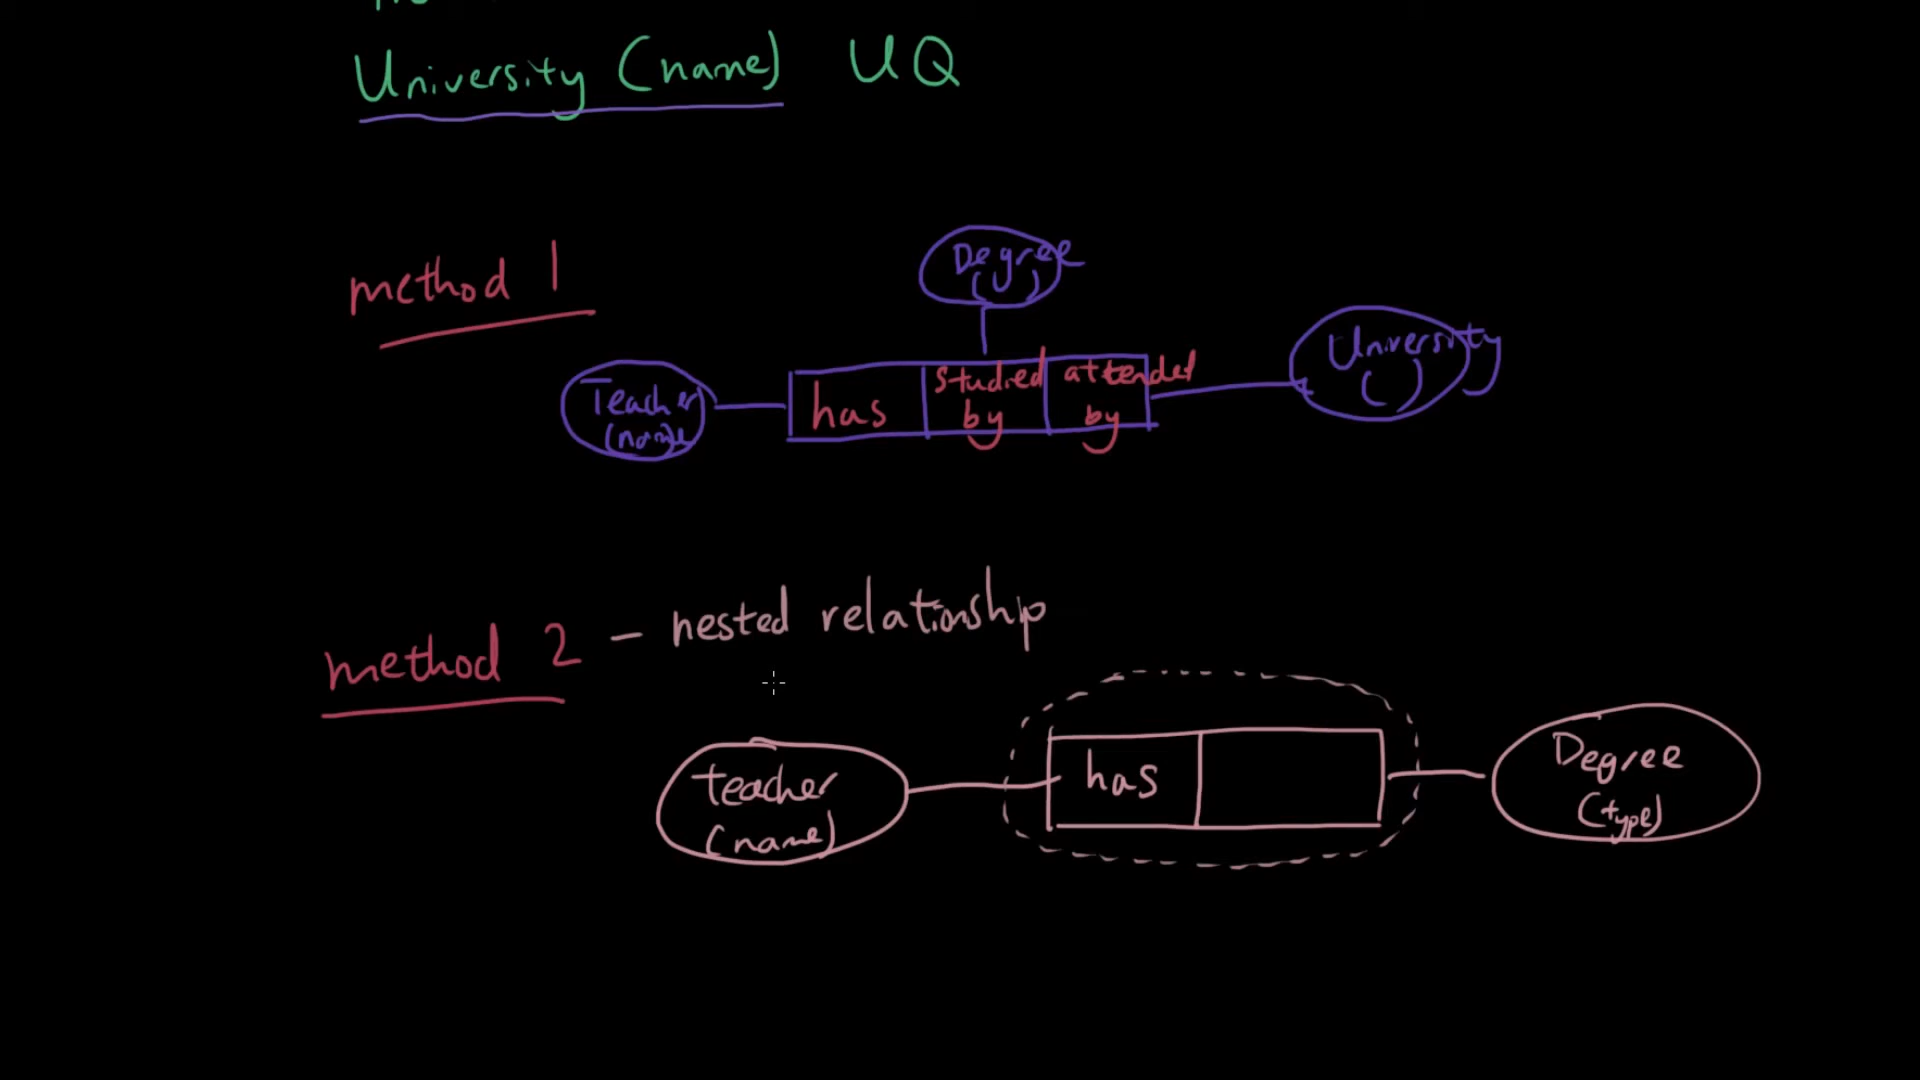 University (name) UQ
method 1
Degree
( )
Teacher
(name)
has
studied
by
attended
by
University
( )
method 2 - nested relationship
teacher
(name)
has
Degree
(type)